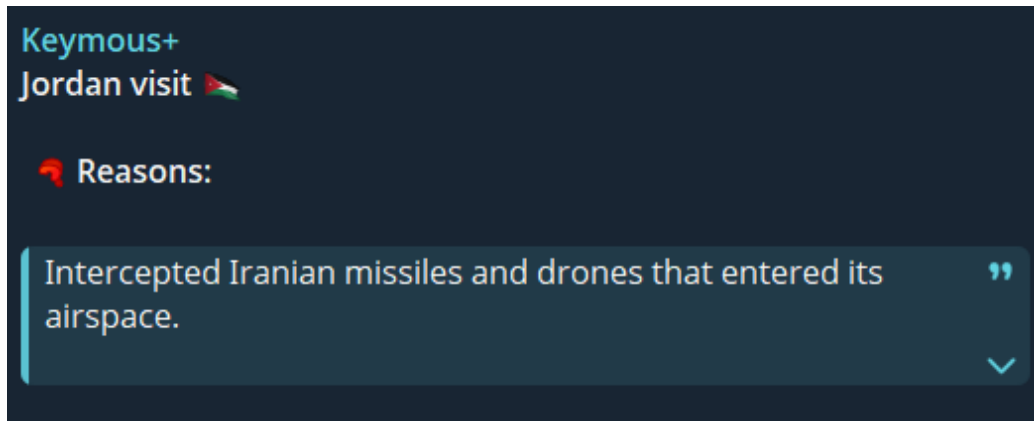 Keymous+
Jordan visit 🇯🇴
❓ Reasons:
Intercepted Iranian missiles and drones that entered its
airspace.